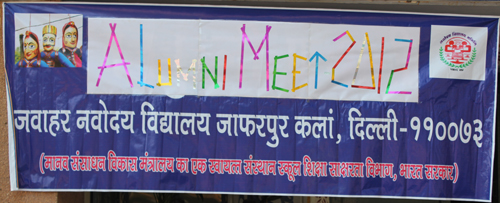 ALUMNI MEET 2012
जवाहर नवोदय विद्यालय जाफरपुर कलां, दिल्ली-११००७३
(मानव संसाधन विकास मंत्रालय का एक स्वायत्त संस्थान स्कूल शिक्षा साक्षरता विभाग, भारत सरकार)